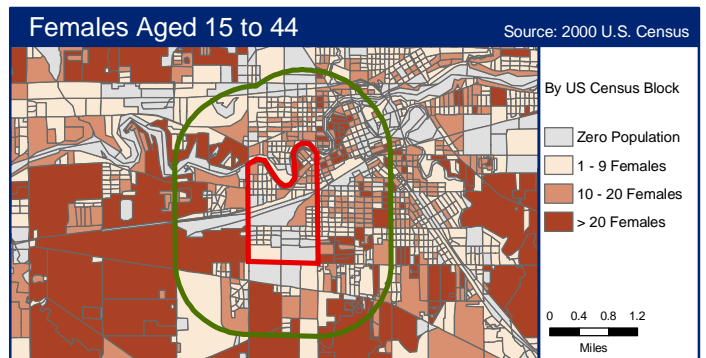 Females Aged 15 to 44
Source: 2000 U.S. Census
By US Census Block
Zero Population
1 - 9 Females
10 - 20 Females
> 20 Females
0 0.4 0.8 1.2
Miles